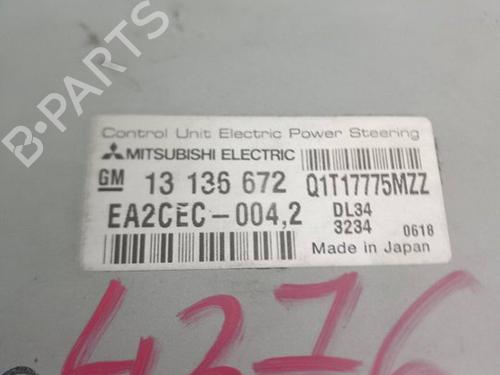 B-PARTS
Control Unit Electric Power Steering
MITSUBISHI ELECTRIC
GM 13 136 672 Q1T17775MZZ
EA2CEC-004,2 DL34
3234 0618
Made in Japan
4276